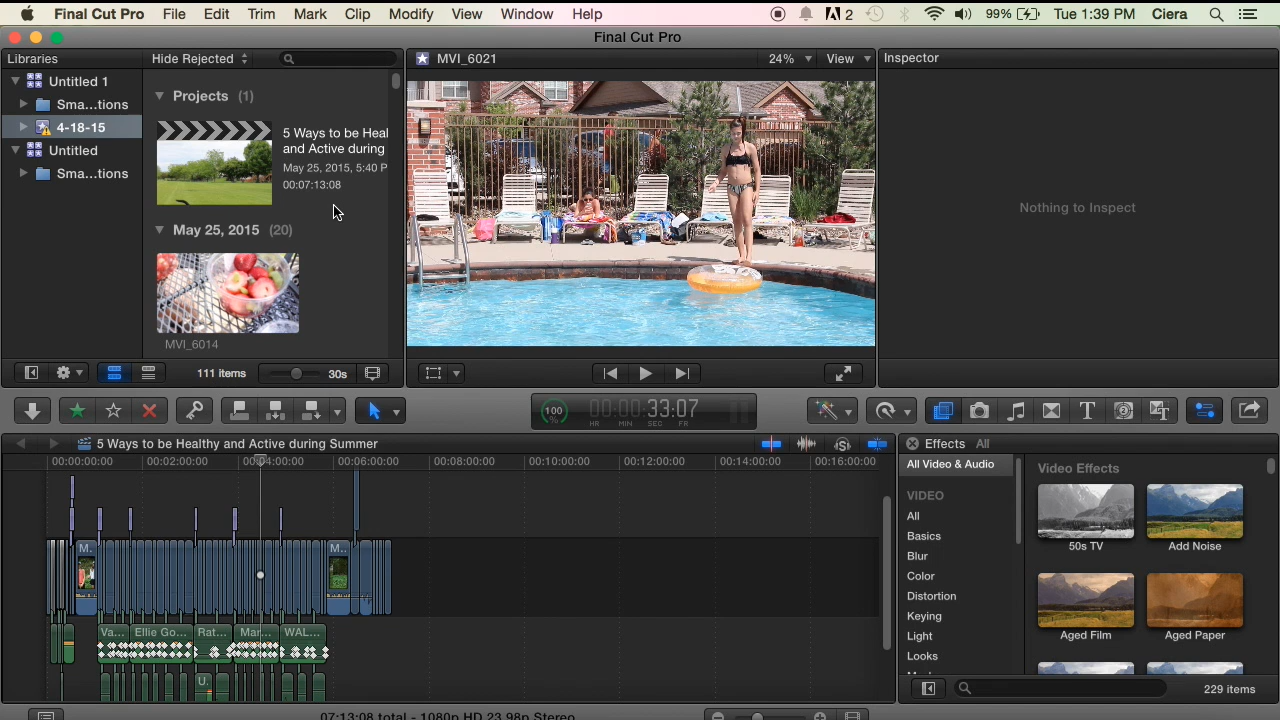 Final Cut Pro File Edit Trim Mark Clip Modify View Window Help 2 99% Tue 1:39 PM Ciera
Final Cut Pro
Libraries Hide Rejected MVI_6021 24% View Inspector
Untitled 1
Projects (1)
Sma...tions
4-18-15
5 Ways to be Heal
and Active during
Untitled
May 25, 2015, 5:40 P
Sma...tions
00:07:13:08
Nothing to Inspect
May 25, 2015 (20)
MVI_6014
111 items 30s
100 % 00:00:33:07
HR MIN SEC FR
5 Ways to be Healthy and Active during Summer Effects All
00:00:00:00 00:02:00:00 00:04:00:00 00:06:00:00 00:08:00:00 00:10:00:00 00:12:00:00 00:14:00:00 00:16:00:00
All Video & Audio Video Effects
VIDEO
All
Basics
50s TV Add Noise
M. M..
Blur
Color
Distortion
Keying
Light
Aged Film Aged Paper
Va... Ellie Go... Rat... Mar... WAL...
Looks
U.
229 items
07:13:08 total - 1080p HD 23.98p Stereo